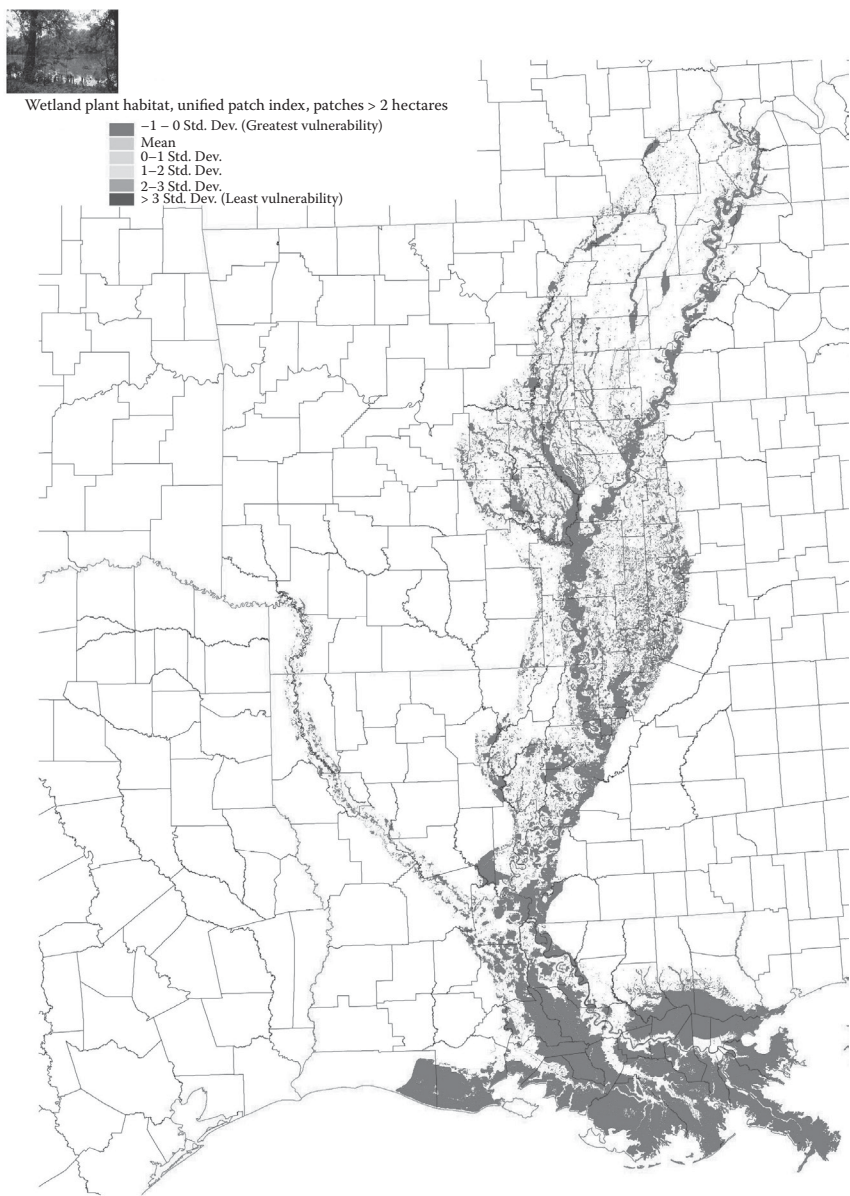 Wetland plant habitat, unified patch index, patches > 2 hectares
−1 – 0 Std. Dev. (Greatest vulnerability)
Mean
0–1 Std. Dev.
1–2 Std. Dev.
2–3 Std. Dev.
> 3 Std. Dev. (Least vulnerability)